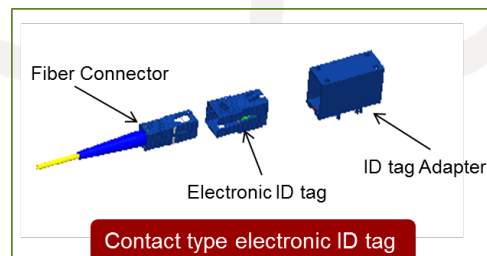 Fiber Connector
Electronic ID tag
ID tag Adapter
Contact type electronic ID tag